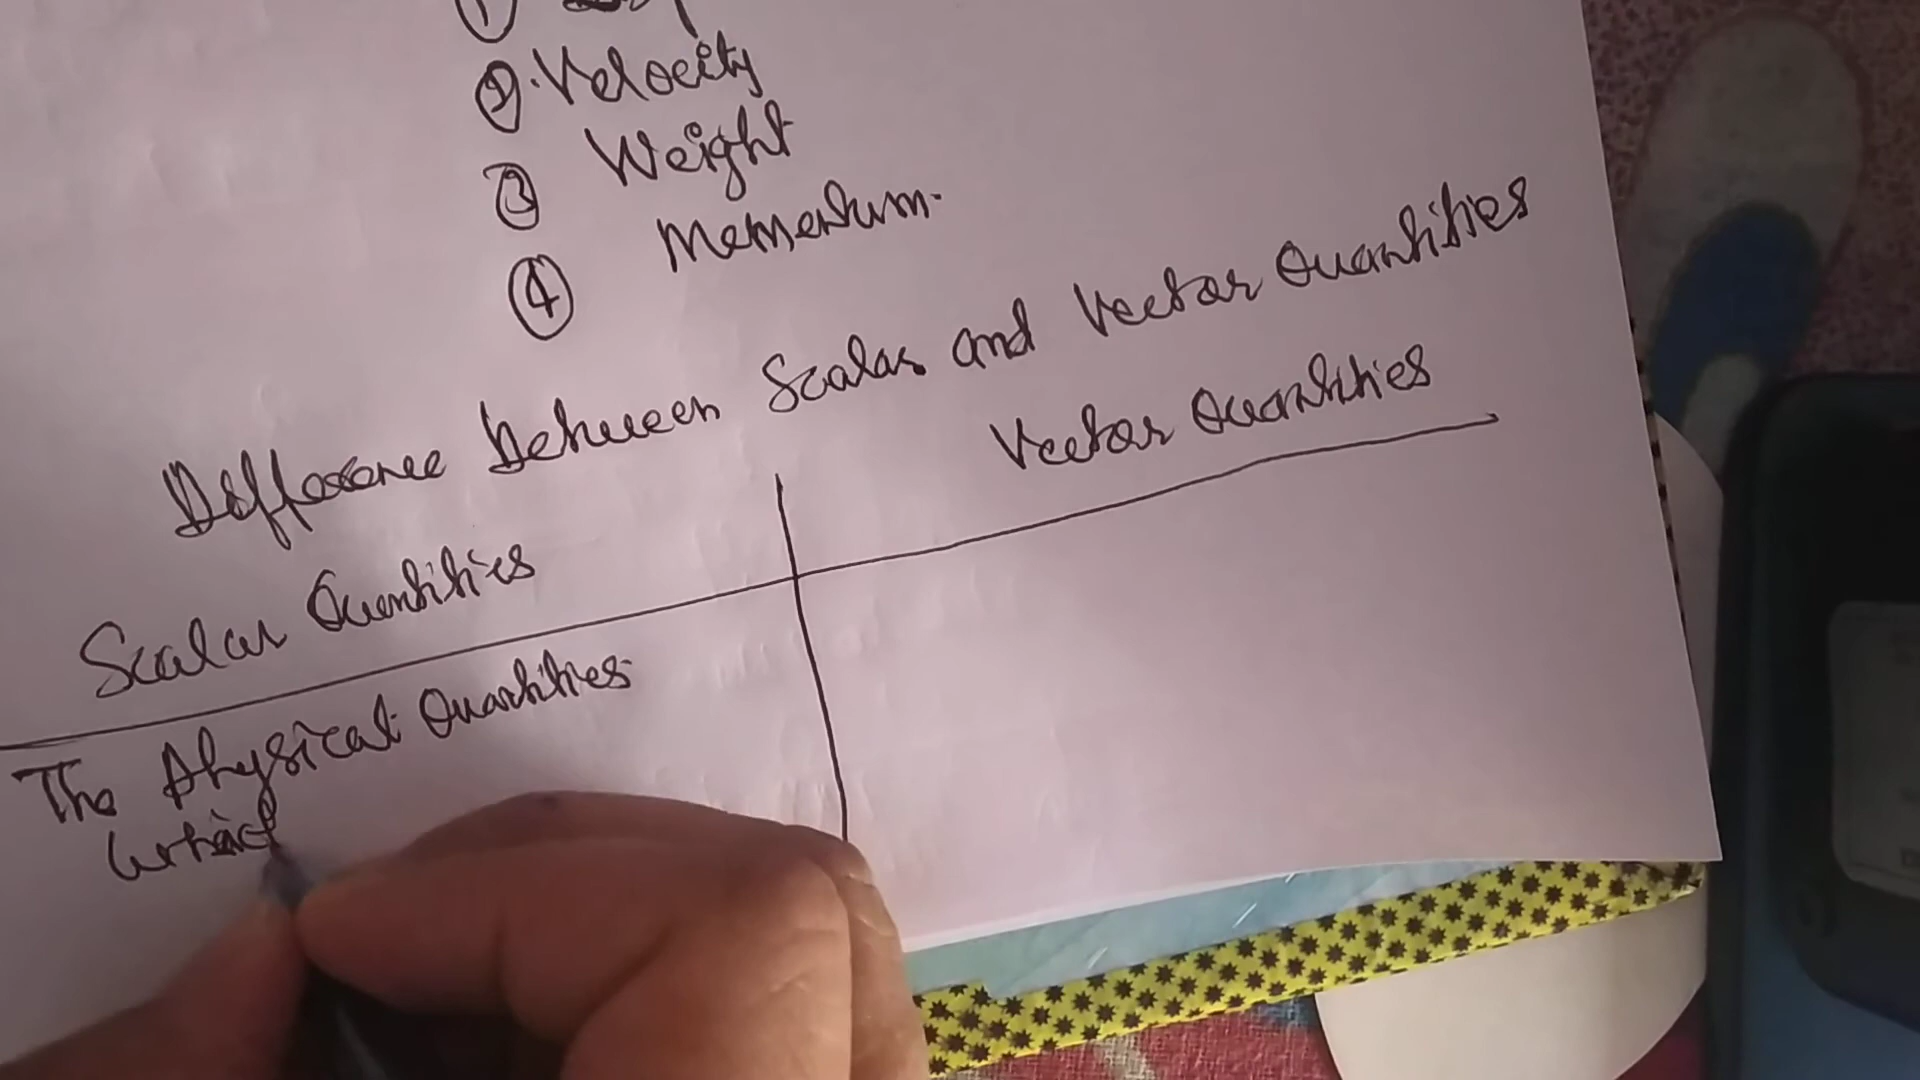 ①
② Velocity
③ Weight
④ Momentum.
Difference Between Scalar and Vector Quantities
Scalar Quantities Vector Quantities
The Physical Quantities
which